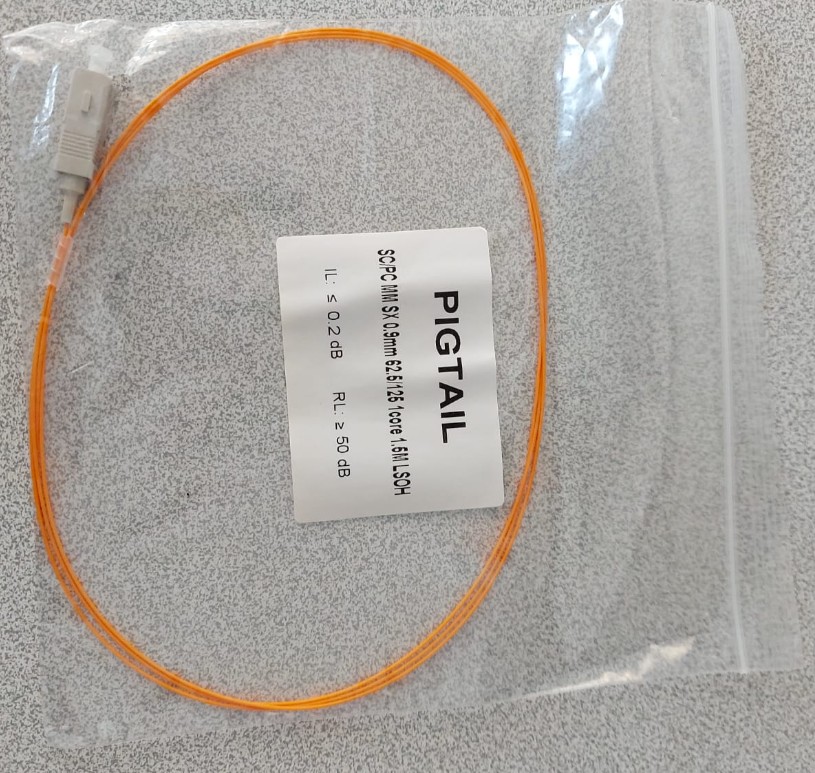 PIGTAIL
SC/PC MM SX 0.9mm 62.5/125 1core 1.5M LSOH
IL: ≤ 0.2 dB RL: ≥ 50 dB